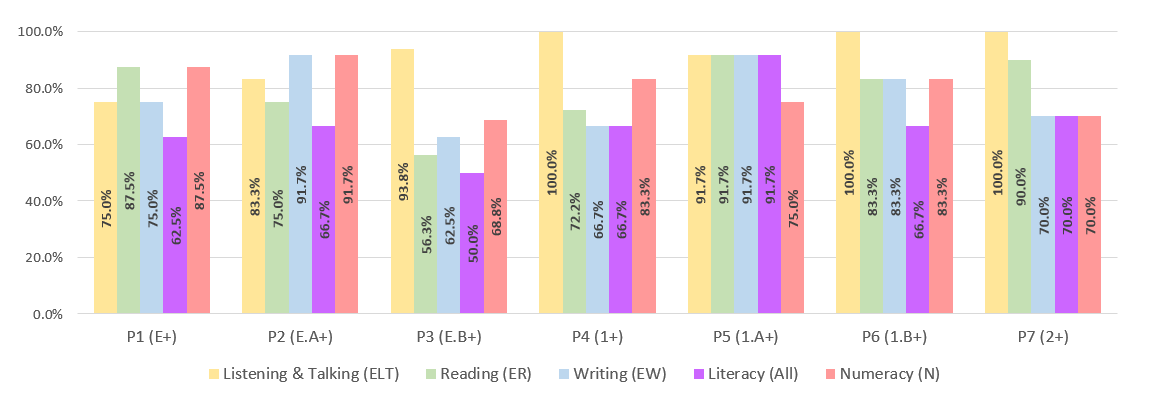 100.0%
80.0%
60.0%
40.0%
20.0%
0.0%
75.0% 87.5% 75.0% 62.5% 87.5%
83.3% 75.0% 91.7% 66.7% 91.7%
93.8% 56.3% 62.5% 50.0% 68.8%
100.0% 72.2% 66.7% 66.7% 83.3%
91.7% 91.7% 91.7% 91.7% 75.0%
100.0% 83.3% 83.3% 66.7% 83.3%
100.0% 90.0% 70.0% 70.0% 70.0%
P1 (E+) P2 (E.A+) P3 (E.B+) P4 (1+) P5 (1.A+) P6 (1.B+) P7 (2+)
Listening & Talking (ELT) Reading (ER) Writing (EW) Literacy (All) Numeracy (N)